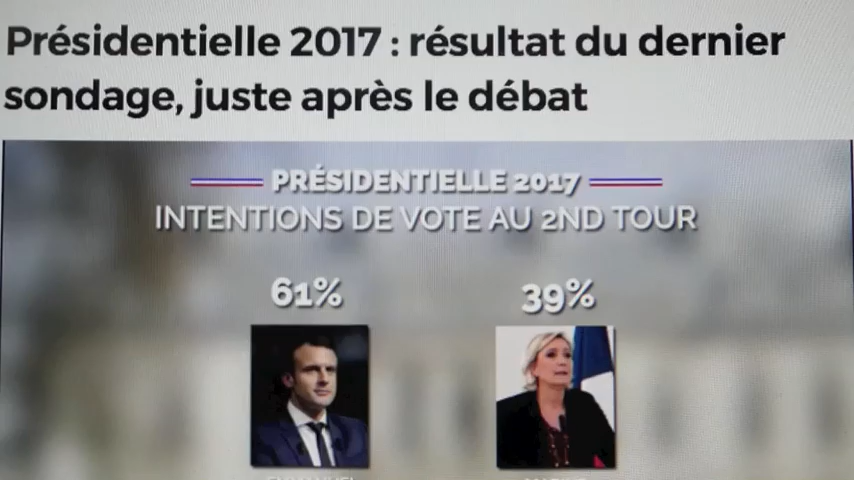 Présidentielle 2017 : résultat du dernier
sondage, juste après le débat
PRÉSIDENTIELLE 2017
INTENTIONS DE VOTE AU 2ND TOUR
61% 39%